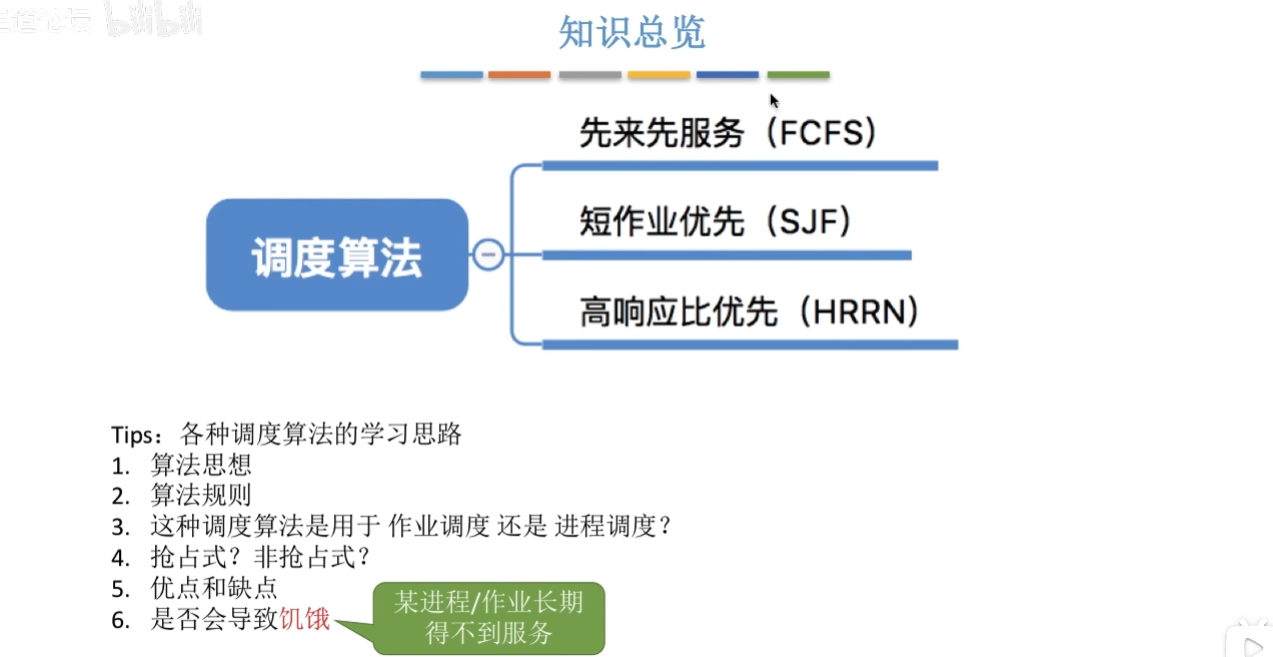 道论坛 bilibili
知识总览
先来先服务（FCFS）
短作业优先（SJF）
高响应比优先（HRRN）
调度算法
Tips：各种调度算法的学习思路
1. 算法思想
2. 算法规则
3. 这种调度算法是用于 作业调度 还是 进程调度？
4. 抢占式？非抢占式？
5. 优点和缺点
6. 是否会导致饥饿
某进程/作业长期
得不到服务